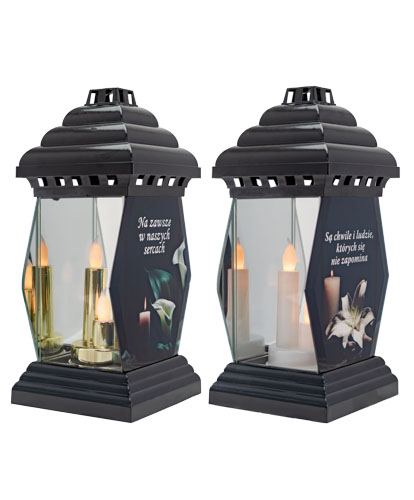 Na zawsze
w naszych
sercach
Są chwile i ludzie,
których się
nie zapomina